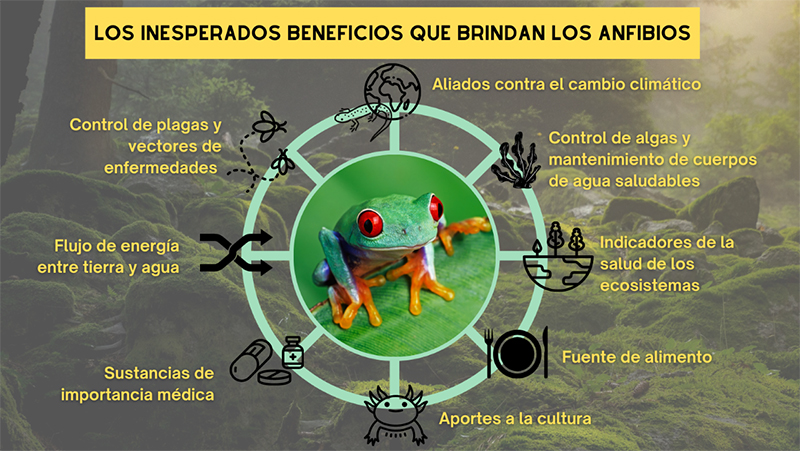 LOS INESPERADOS BENEFICIOS QUE BRINDAN LOS ANFIBIOS
Aliados contra el cambio climático
Control de algas y
mantenimiento de cuerpos
de agua saludables
Indicadores de la
salud de los
ecosistemas
Fuente de alimento
Aportes a la cultura
Sustancias de
importancia médica
Flujo de energía
entre tierra y agua
Control de plagas y
vectores de
enfermedades